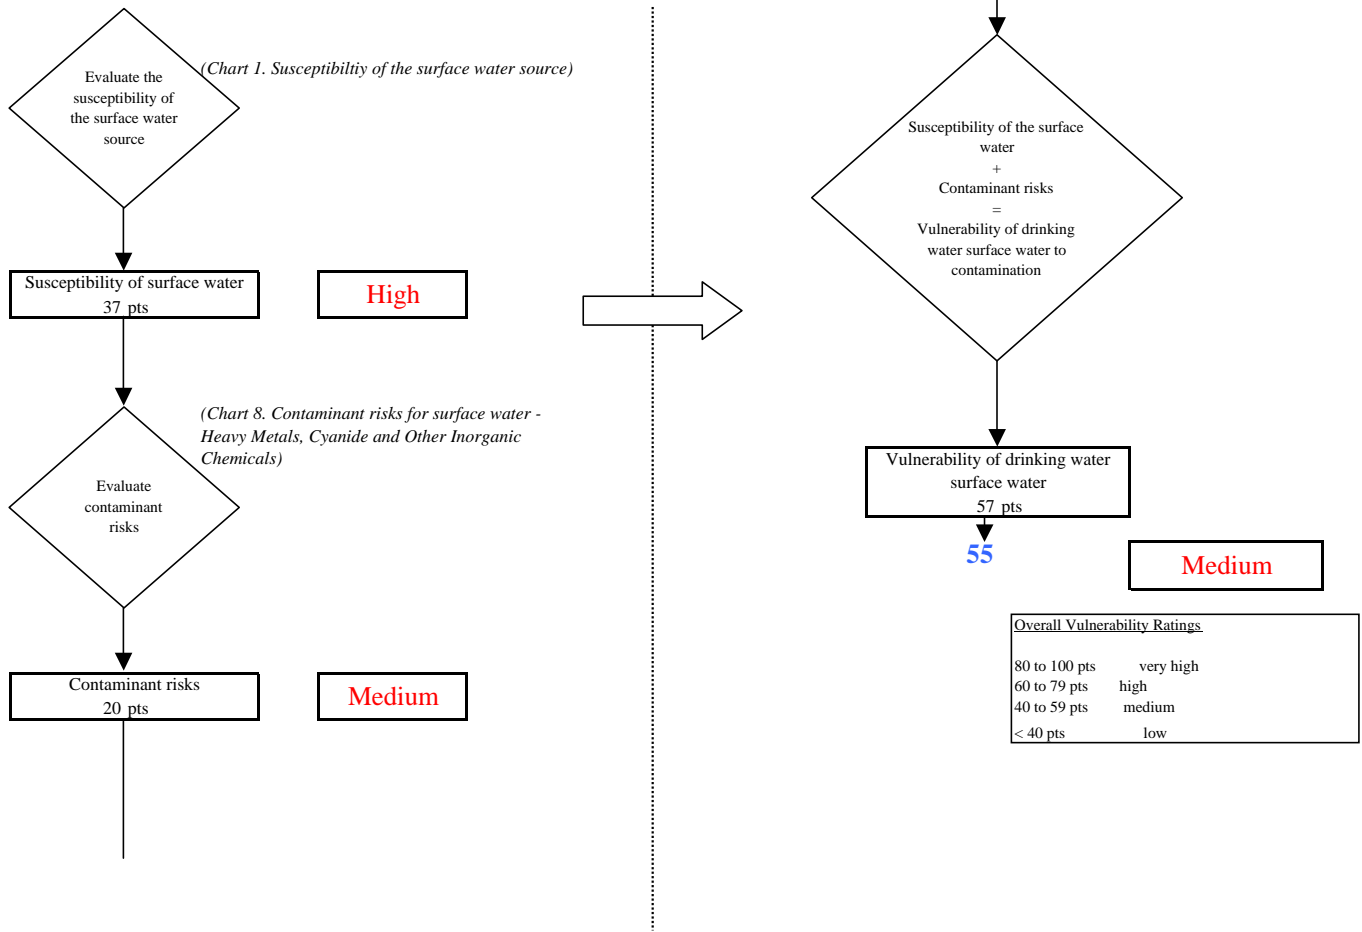 Evaluate the
susceptibility of
the surface water
source
(Chart 1. Susceptibiltiy of the surface water source)
Susceptibility of surface water
37 pts
High
(Chart 8. Contaminant risks for surface water -
Heavy Metals, Cyanide and Other Inorganic
Chemicals)
Evaluate
contaminant
risks
Contaminant risks
20 pts
Medium
Susceptibility of the surface
water
+
Contaminant risks
=
Vulnerability of drinking
water surface water to
contamination
Vulnerability of drinking water
surface water
57 pts
55
Medium
Overall Vulnerability Ratings
80 to 100 pts very high
60 to 79 pts high
40 to 59 pts medium
< 40 pts low